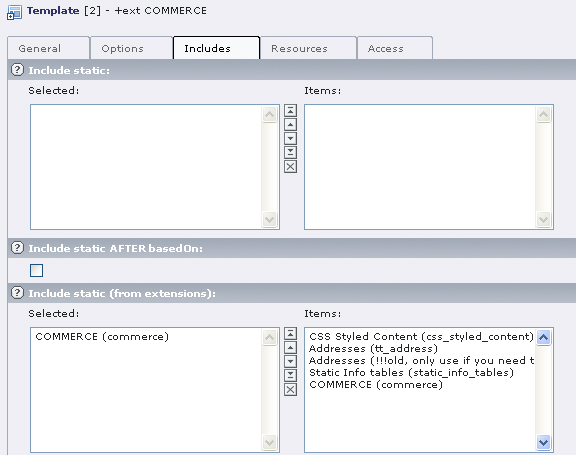 Template [2] - +ext COMMERCE
General Options Includes Resources Access
? Include static:
Selected: Items:
? Include static AFTER basedOn:
? Include static (from extensions):
Selected: Items:
COMMERCE (commerce)
CSS Styled Content (css_styled_content)
Addresses (tt_address)
Addresses (!!!old, only use if you need t
Static Info tables (static_info_tables)
COMMERCE (commerce)